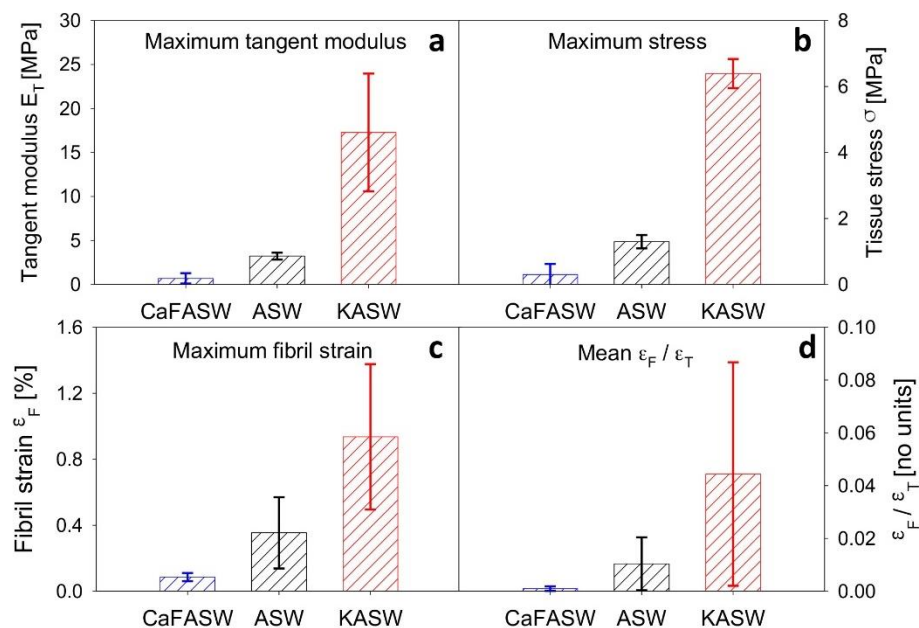 Maximum tangent modulus a
Tangent modulus E_T [MPa]
30
25
20
15
10
5
0
CaFASW ASW KASW
Maximum stress b
8
6
4
2
0
Tissue stress σ [MPa]
CaFASW ASW KASW
Maximum fibril strain c
Fibril strain ε_F [%]
1.6
1.2
0.8
0.4
0.0
CaFASW ASW KASW
Mean ε_F / ε_T d
0.10
0.08
0.06
0.04
0.02
0.00
ε_F / ε_T [no units]
CaFASW ASW KASW